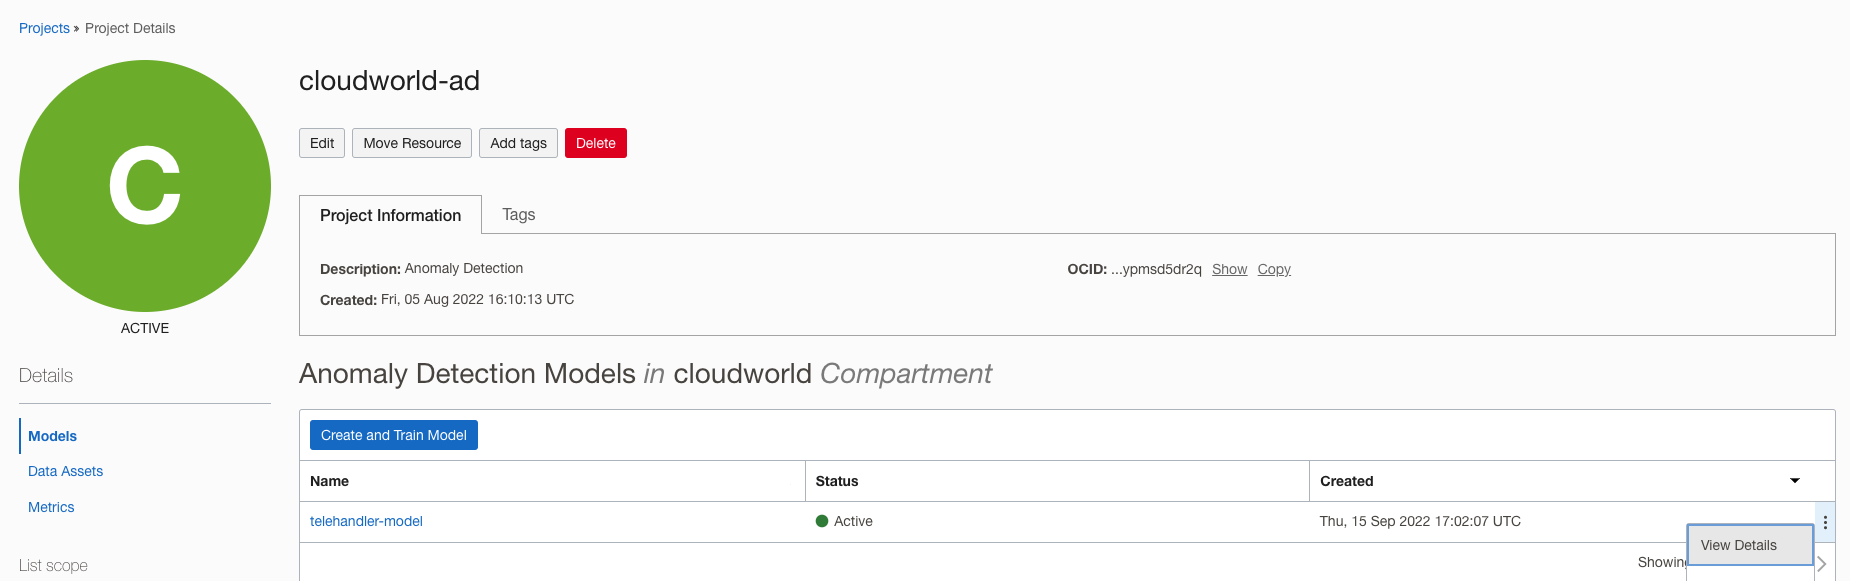 Projects » Project Details
C
ACTIVE
cloudworld-ad
Edit Move Resource Add tags Delete
Project Information Tags
Description: Anomaly Detection OCID: ...ypmsd5dr2q Show Copy
Created: Fri, 05 Aug 2022 16:10:13 UTC
Details
Models
Data Assets
Metrics
List scope
Anomaly Detection Models in cloudworld Compartment
Create and Train Model
Name Status Created
telehandler-model Active Thu, 15 Sep 2022 17:02:07 UTC
View Details